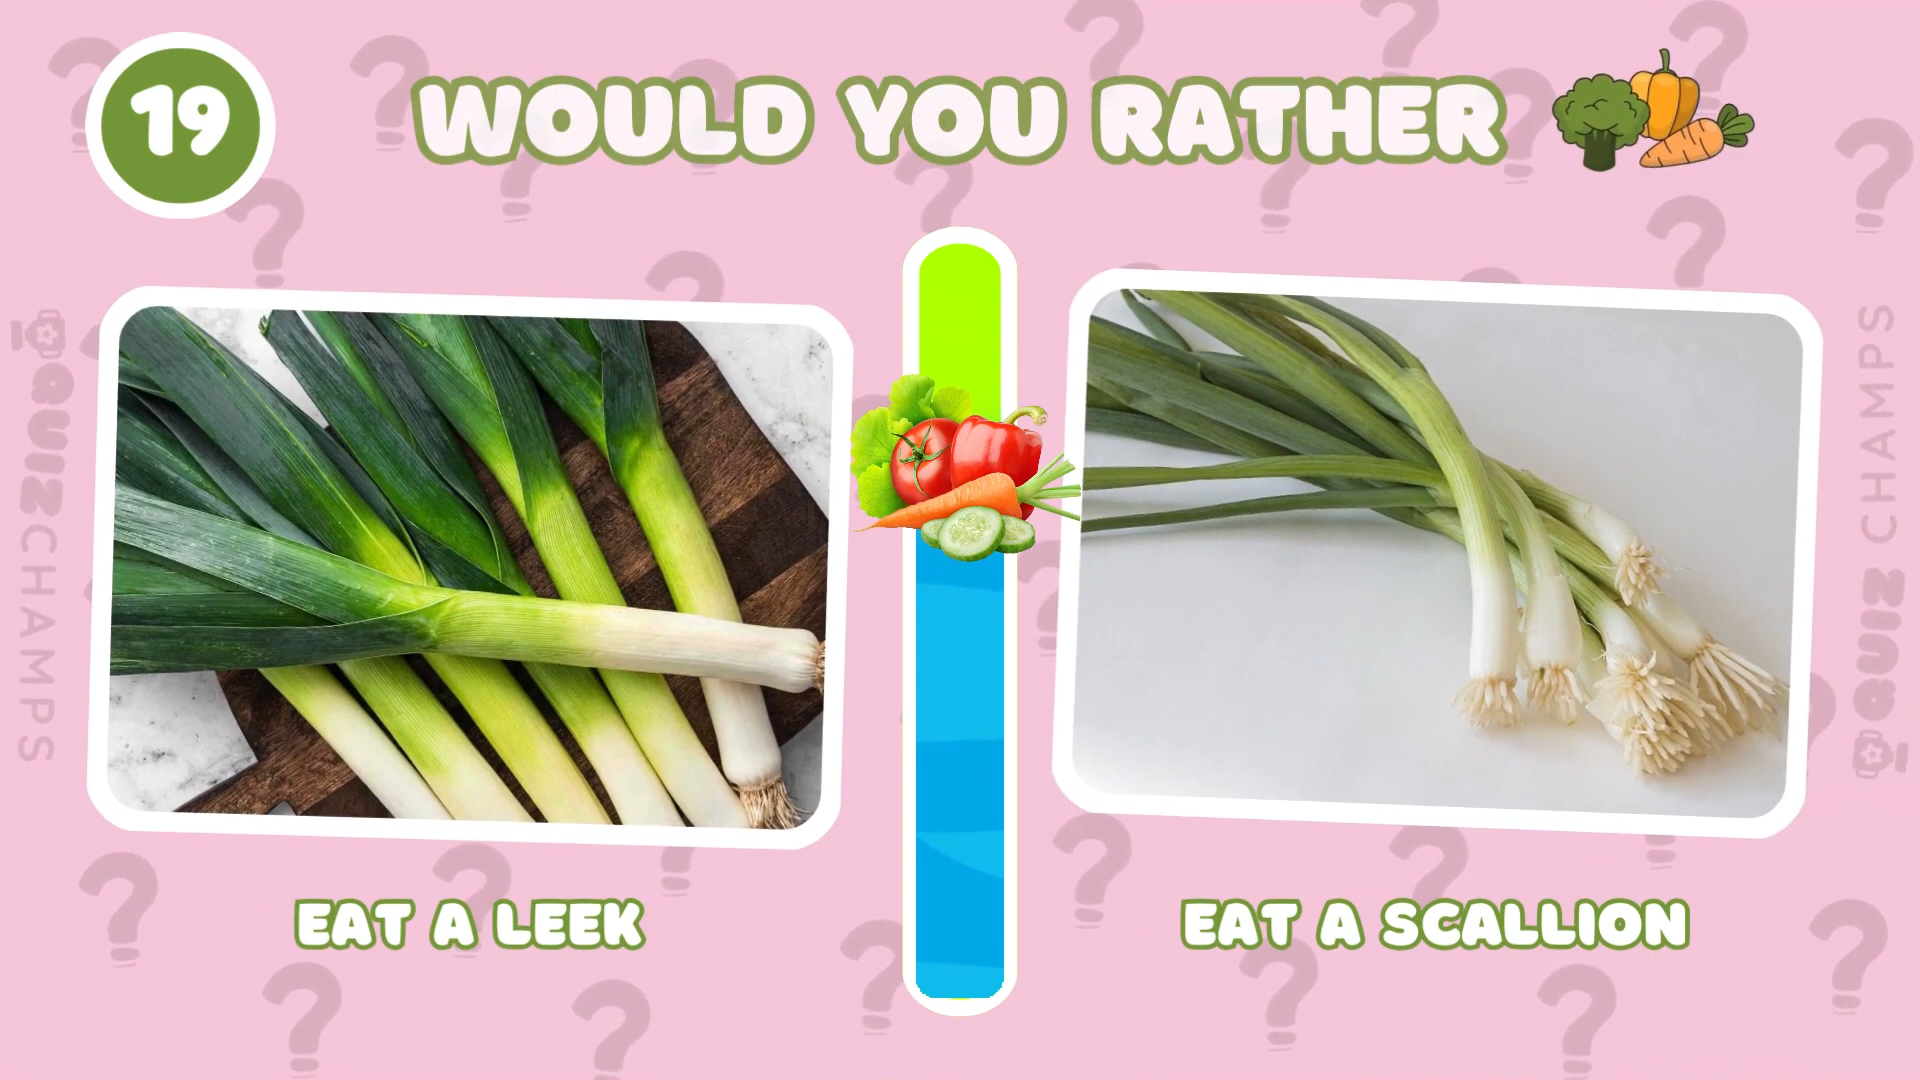 19
WOULD YOU RATHER
QUIZ CHAMPS
QUIZ CHAMPS
EAT A LEEK
EAT A SCALLION